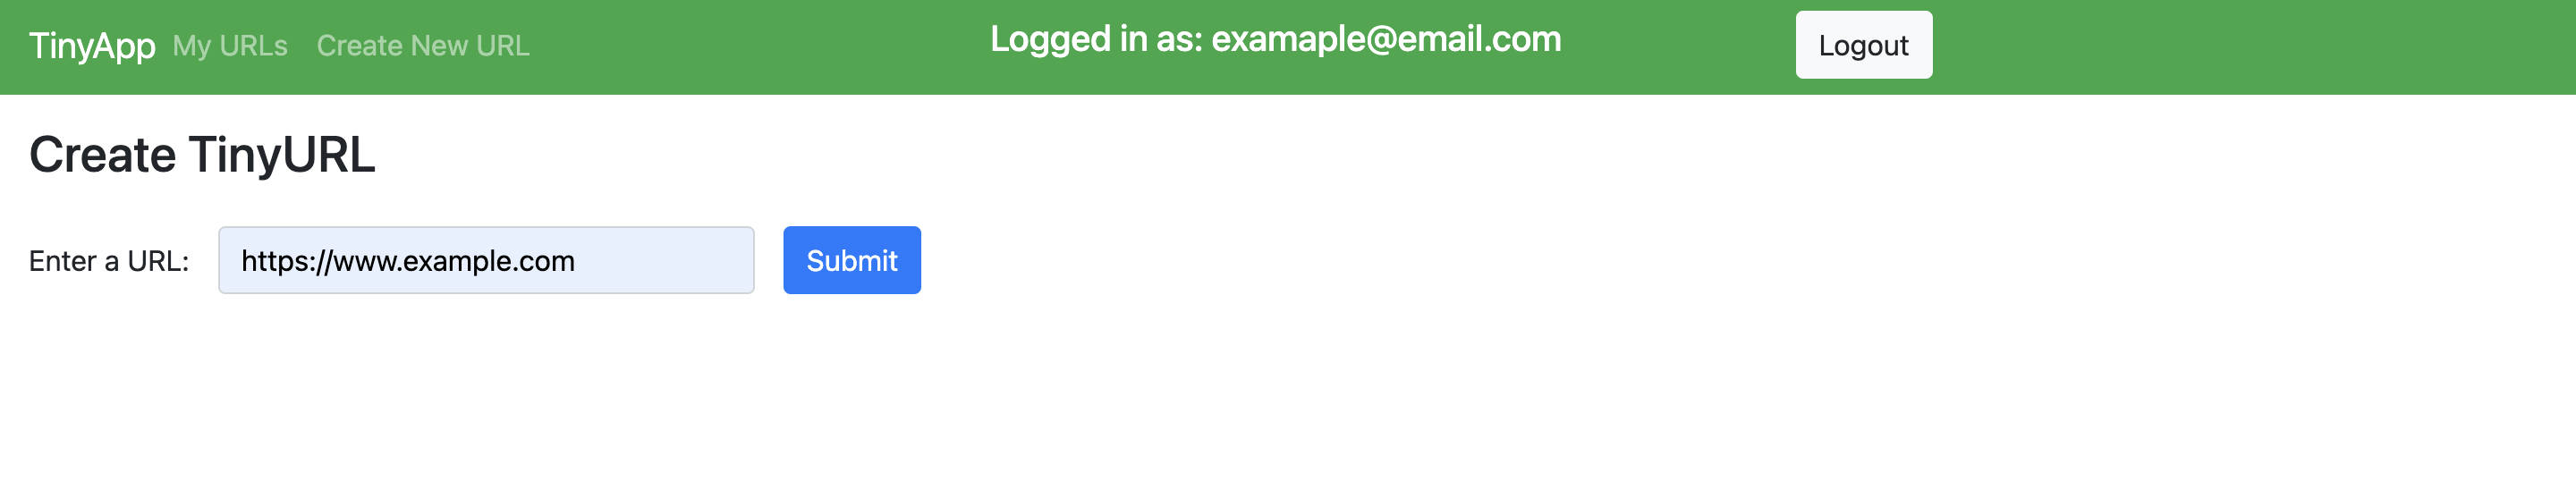 TinyApp My URLs Create New URL Logged in as: examaple@email.com Logout
Create TinyURL
Enter a URL: https://www.example.com Submit